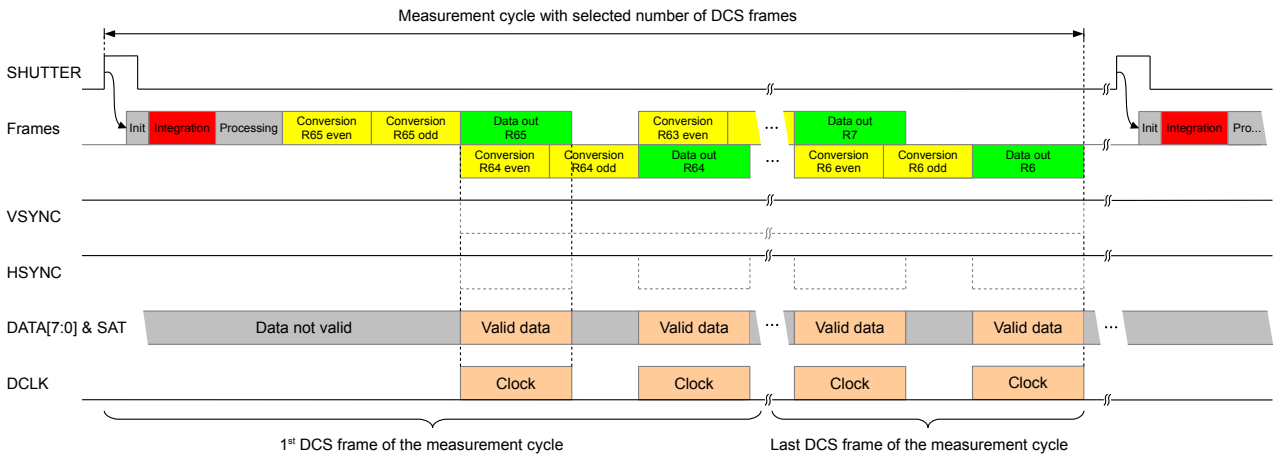 Measurement cycle with selected number of DCS frames
SHUTTER
Frames
Init
Integration
Processing
Conversion
R65 even
Conversion
R65 odd
Data out
R65
Conversion
R63 even
...
Data out
R7
Init
Integration
Pro...
Conversion
R64 even
Conversion
R64 odd
Data out
R64
...
Conversion
R6 even
Conversion
R6 odd
Data out
R6
VSYNC
HSYNC
DATA[7:0] & SAT
Data not valid
Valid data
Valid data
...
Valid data
Valid data
...
DCLK
Clock
Clock
Clock
Clock
1st DCS frame of the measurement cycle
Last DCS frame of the measurement cycle